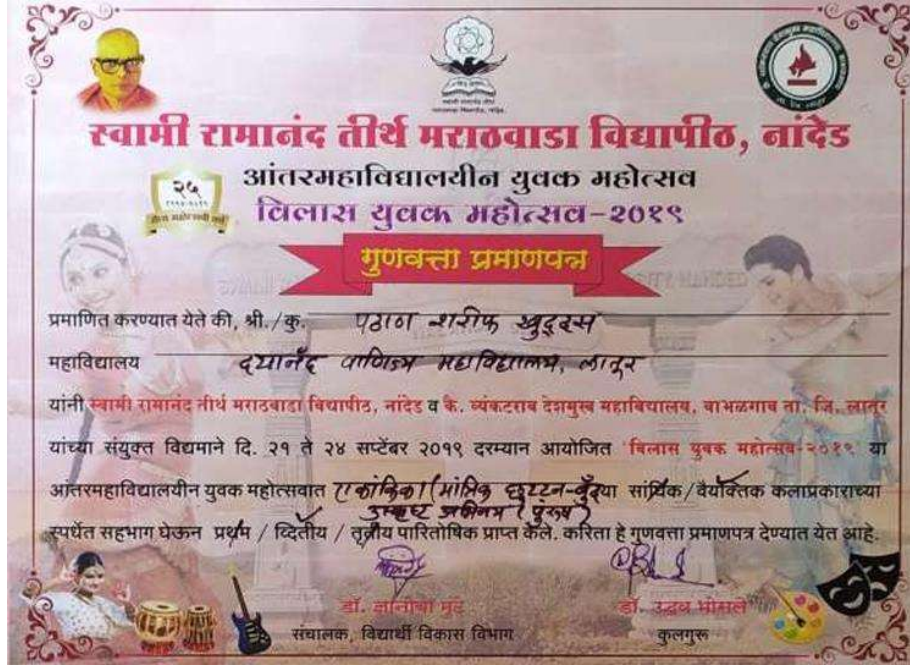 स्वामी रामानंद तीर्थ मराठवाडा विद्यापीठ, नांदेड
२५
आंतरमहाविद्यालयीन युवक महोत्सव
विलास युवक महोत्सव-२०१९
गुणवत्ता प्रमाणपत्र
प्रमाणित करण्यात येते की, श्री./कु. पठाण शरीफ खुद्दुस
महाविद्यालय दयानंद वाणिज्य महाविद्यालय, लातूर
यांनी स्वामी रामानंद तीर्थ मराठवाडा विद्यापीठ, नांदेड व कै. व्यंकटराव देशमुख महाविद्यालय, बाभळगाव ता. जि. लातूर
यांच्या संयुक्त विद्यमाने दि. २१ ते २४ सप्टेंबर २०१९ दरम्यान आयोजित 'विलास युवक महोत्सव-२०१९' या
आंतरमहाविद्यालयीन युवक महोत्सवात एकांकिका (मांत्रिक या सांघिक/वैयक्तिक कलाप्रकाराच्या
उत्कृष्ट अभिनय (पुरुष)
स्पर्धेत सहभाग घेऊन प्रथम / व्दितीय / तृतीय पारितोषिक प्राप्त केले. करिता हे गुणवत्ता प्रमाणपत्र देण्यात येत आहे.
डॉ. ज्ञानोबा मुंढे डॉ. उद्धव भोसले
संचालक, विद्यार्थी विकास विभाग कुलगुरू